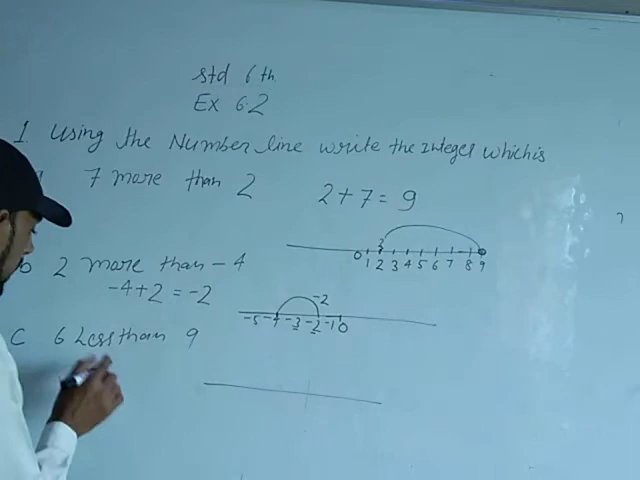 Std 6th
Ex 6.2
1 Using the Number line write the Integer which is
7 more than 2 2+7=9
0 1 2 3 4 5 6 7 8 9
b 2 more than -4
-4+2=-2
-2
-5 -4 -3 -2 -1 0
C 6 Less than 9